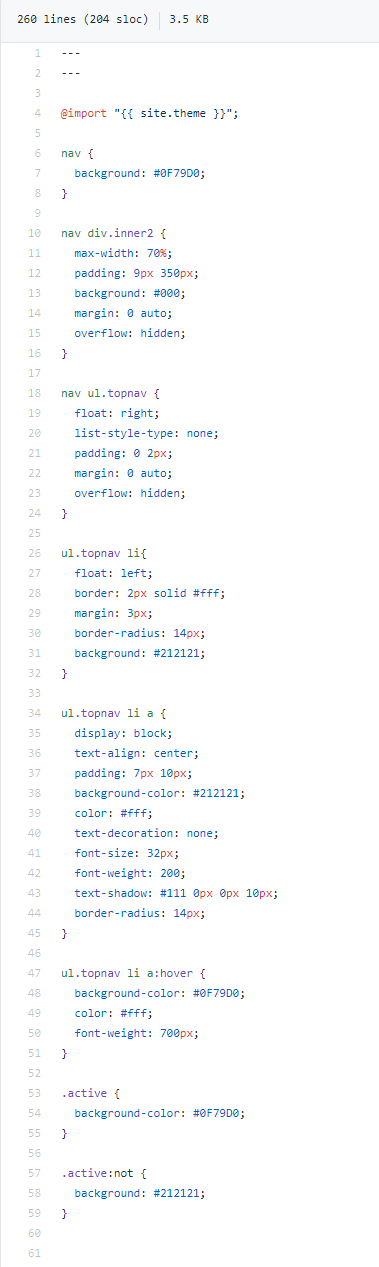 260 lines (204 sloc) 3.5 KB
1 ---
2 ---
3
4 @import "{{ site.theme }}";
5
6 nav {
7 background: #0F79D0;
8 }
9
10 nav div.inner2 {
11 max-width: 70%;
12 padding: 9px 350px;
13 background: #000;
14 margin: 0 auto;
15 overflow: hidden;
16 }
17
18 nav ul.topnav {
19 float: right;
20 list-style-type: none;
21 padding: 0 2px;
22 margin: 0 auto;
23 overflow: hidden;
24 }
25
26 ul.topnav li{
27 float: left;
28 border: 2px solid #fff;
29 margin: 3px;
30 border-radius: 14px;
31 background: #212121;
32 }
33
34 ul.topnav li a {
35 display: block;
36 text-align: center;
37 padding: 7px 10px;
38 background-color: #212121;
39 color: #fff;
40 text-decoration: none;
41 font-size: 32px;
42 font-weight: 200;
43 text-shadow: #111 0px 0px 10px;
44 border-radius: 14px;
45 }
46
47 ul.topnav li a:hover {
48 background-color: #0F79D0;
49 color: #fff;
50 font-weight: 700px;
51 }
52
53 .active {
54 background-color: #0F79D0;
55 }
56
57 .active:not {
58 background: #212121;
59 }
60
61